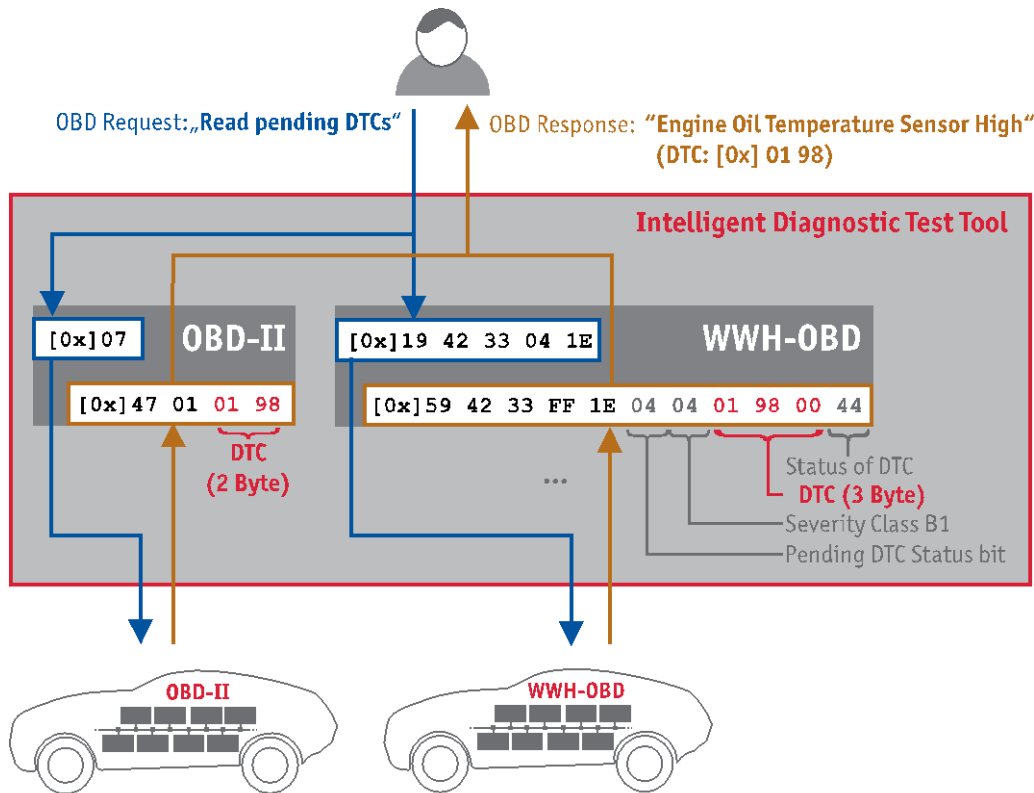 OBD Request:„Read pending DTCs“
OBD Response: “Engine Oil Temperature Sensor High“
(DTC: [0x] 01 98)
Intelligent Diagnostic Test Tool
[0x]07
OBD-II
[0x]47 01 01 98
DTC
(2 Byte)
[0x]19 42 33 04 1E
WWH-OBD
[0x]59 42 33 FF 1E 04 04 01 98 00 44
...
Status of DTC
DTC (3 Byte)
Severity Class B1
Pending DTC Status bit
OBD-II
WWH-OBD